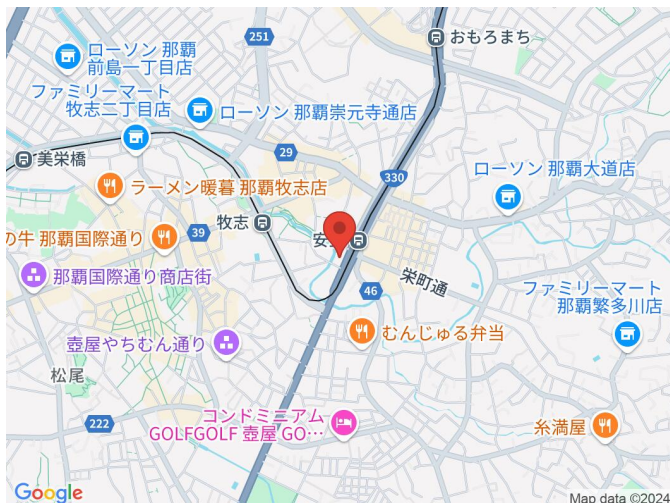 おもろまち
251
ローソン 那覇
前島一丁目店
ファミリーマート
牧志二丁目店
ローソン 那覇崇元寺通店
29
美栄橋
330
ローソン 那覇大道店
ラーメン暖暮 那覇牧志店
39
牧志
の牛 那覇国際通り
安
那覇国際通り商店街
栄町通
46
ファミリーマート
那覇繁多川店
むんじゅる弁当
壺屋やちむん通り
松尾
コンドミニアム
GOLFGOLF 壺屋 GO…
222
糸満屋
Google
Map data ©2024